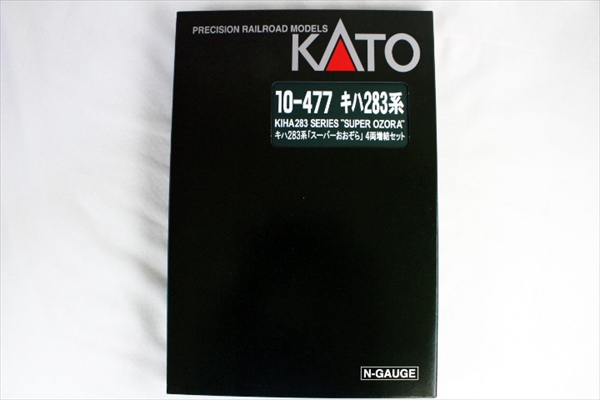 PRECISION RAILROAD MODELS
KATO
10-477 キハ283系
KIHA283 SERIES "SUPER OZORA"
キハ283系「スーパーおおぞら」4両増結セット
N-GAUGE